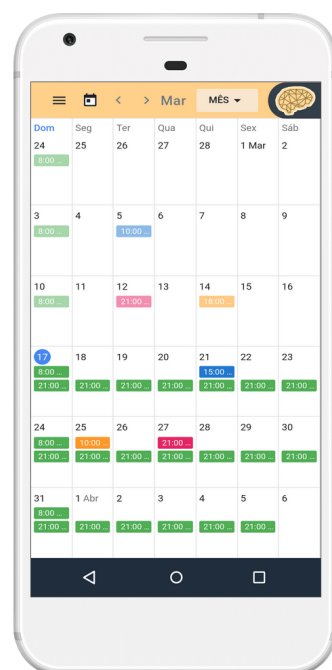 Mar MÊS
Dom Seg Ter Qua Qui Sex Sáb
24 25 26 27 28 1 Mar 2
8:00 ...
3 4 5 6 7 8 9
8:00 ... 10:00 ...
10 11 12 13 14 15 16
8:00 ... 21:00 ... 18:00 ...
17 18 19 20 21 22 23
8:00 ... 15:00 ...
21:00 ... 21:00 ... 21:00 ... 21:00 ... 21:00 ... 21:00 ... 21:00 ...
24 25 26 27 28 29 30
8:00 ... 10:00 ... 21:00 ...
21:00 ... 21:00 ... 21:00 ... 21:00 ... 21:00 ... 21:00 ... 21:00 ...
31 1 Abr 2 3 4 5 6
8:00 ...
21:00 ... 21:00 ... 21:00 ... 21:00 ... 21:00 ... 21:00 ...